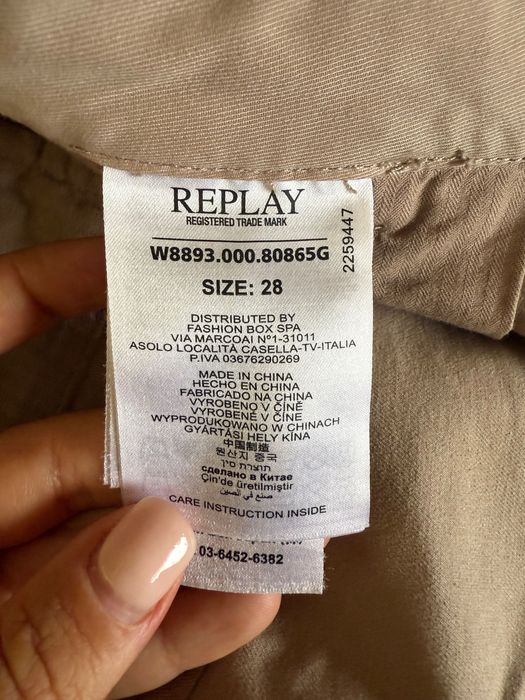 REPLAY
REGISTERED TRADE MARK
W8893.000.80865G
2259447
SIZE: 28
DISTRIBUTED BY
FASHION BOX SPA
VIA MARCOAI Nº1-31011
ASOLO LOCALITÀ CASELLA-TV-ITALIA
P.IVA 03676290269
MADE IN CHINA
HECHO EN CHINA
FABRICADO NA CHINA
VYROBENO V ČÍNĚ
VYROBENÉ V ČÍNE
WYPRODUKOWANO W CHINACH
GYÁRTÁSI HELY KÍNA
中国制造
원산지 중국
תוצרת סין
сделано в Китае
Çin'de üretilmiştir
صنع في الصين
CARE INSTRUCTION INSIDE
03-6452-6382